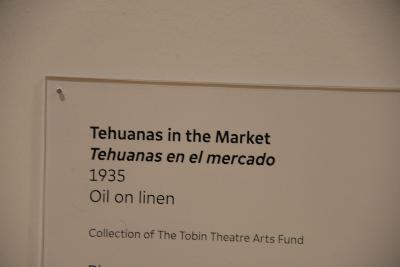 Tehuanas in the Market
Tehuanas en el mercado
1935
Oil on linen
Collection of The Tobin Theatre Arts Fund